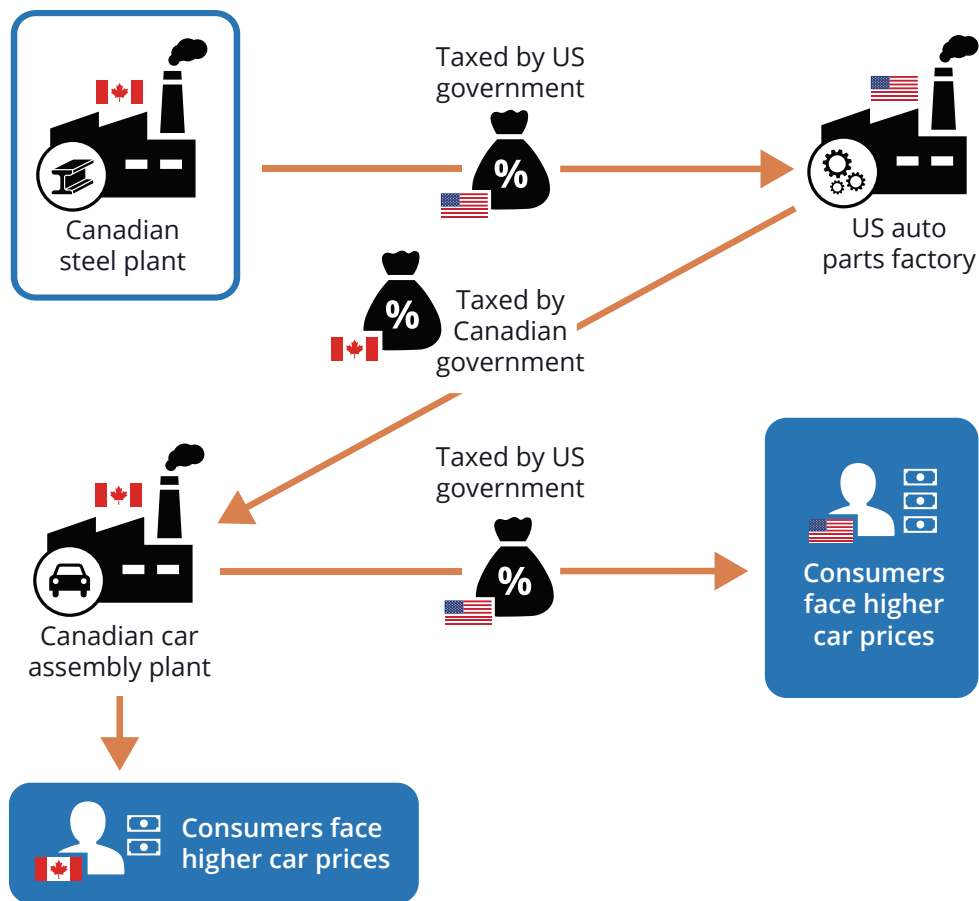 Taxed by US
government
%
Canadian
steel plant
US auto
parts factory
%
Taxed by
Canadian
government
Taxed by US
government
%
Canadian car
assembly plant
Consumers
face higher
car prices
Consumers face
higher car prices